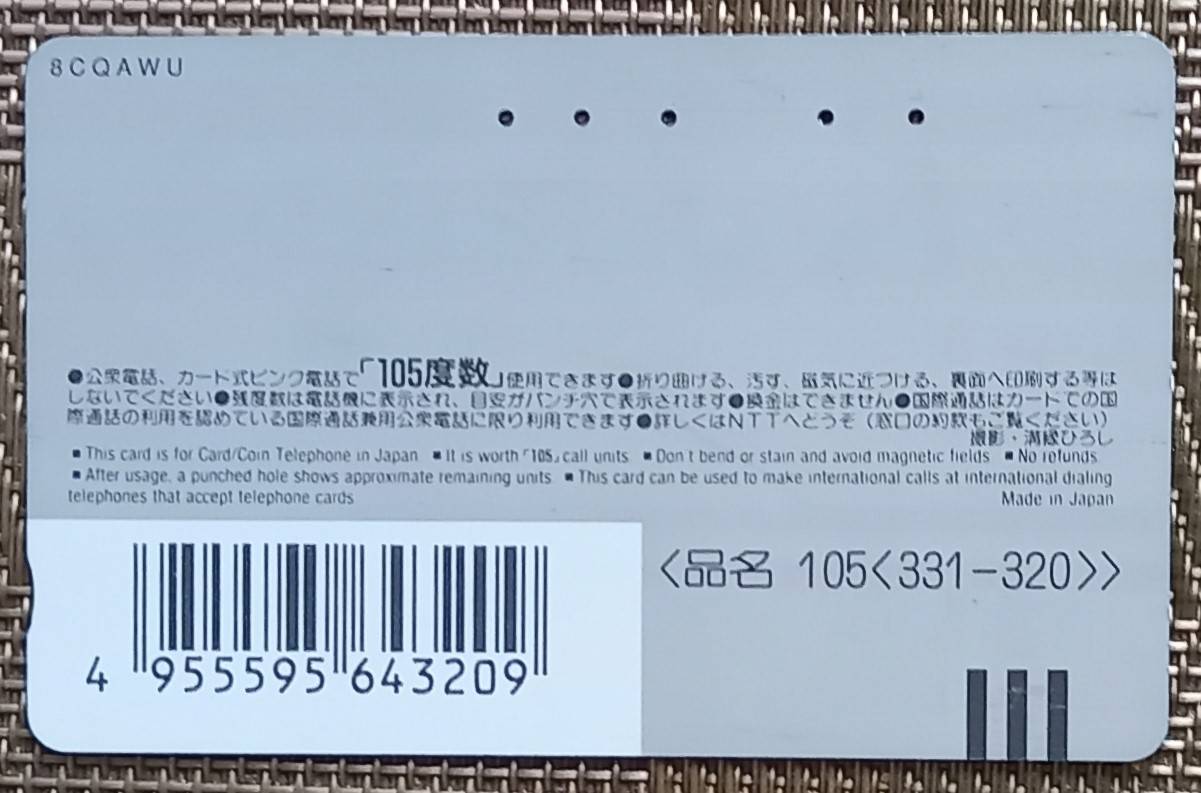 8CQAWU
●公衆電話、カード式ピンク電話で「105度数」使用できます●折り曲げる、汚す、磁気に近づける、裏面へ印刷する等は
しないでください●残度数は電話機に表示され、目安がパンチ穴で表示されます●換金はできません●国際通話はカードでの国
際通話の利用を認めている国際通話兼用公衆電話に限り利用できます●詳しくはNTTへどうぞ（窓口の約款もご覧ください）
撮影・満縁ひろし
■ This card is for Card/Coin Telephone in Japan ■ It is worth「105」call units ■ Don't bend or stain and avoid magnetic fields ■ No refunds
■ After usage, a punched hole shows approximate remaining units ■ This card can be used to make international calls at international dialing
telephones that accept telephone cards
Made in Japan
<品名 105<331-320>>
4 955595 643209